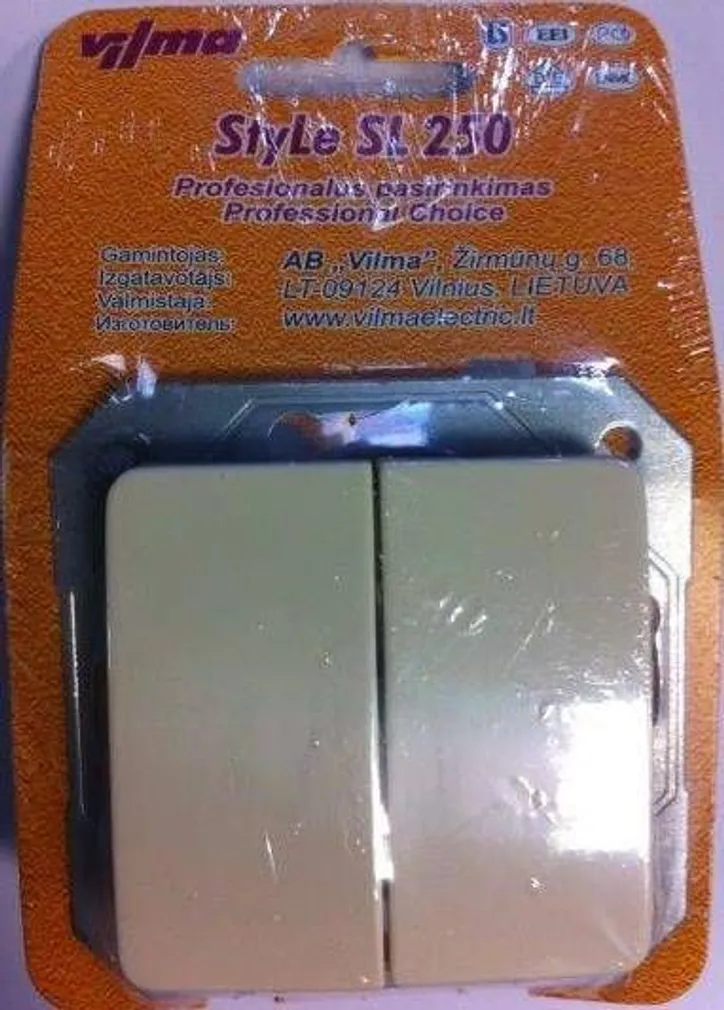 vilma
EEI
StyLe SL 250
Profesionalus pasirinkimas
Professional Choice
Gamintojas: AB „Vilma”, Žirmūnų g. 68,
Izgatavotājs: LT-09124 Vilnius, LIETUVA
Valmistaja: www.vilmaelectric.lt
Изготовитель: